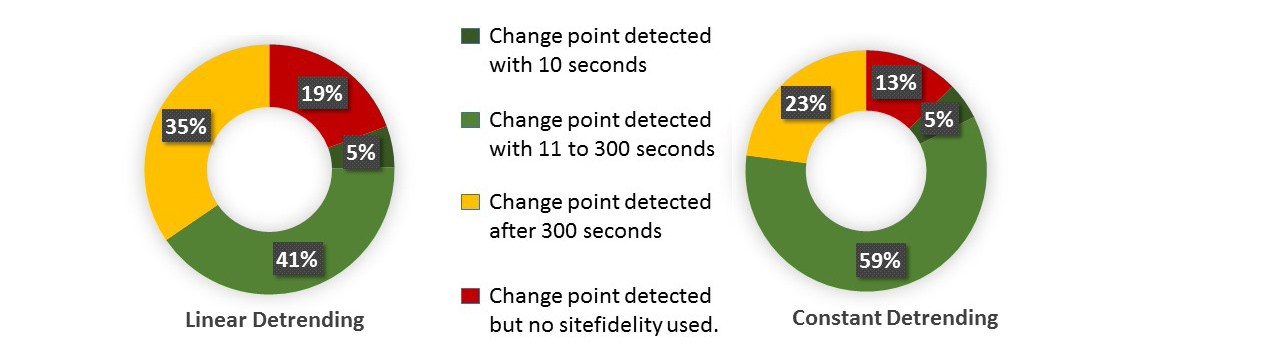 19%
5%
41%
35%
Linear Detrending
Change point detected
with 10 seconds
Change point detected
with 11 to 300 seconds
Change point detected
after 300 seconds
Change point detected
but no sitefidelity used.
13%
5%
59%
23%
Constant Detrending